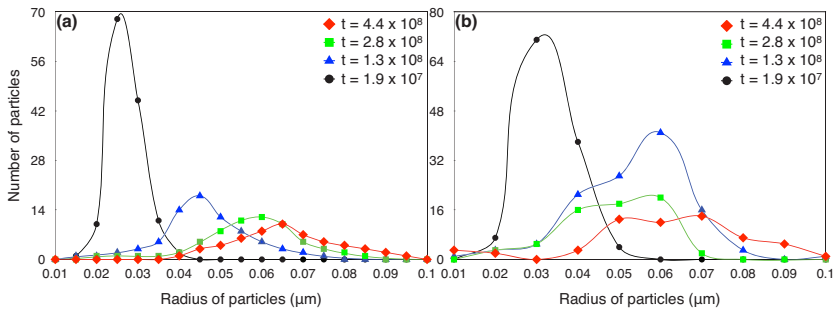 (a)
t = 4.4 x 10⁸
t = 2.8 x 10⁸
t = 1.3 x 10⁸
t = 1.9 x 10⁷
70
56
42
28
14
0
Number of particles
0.01 0.02 0.03 0.04 0.05 0.06 0.07 0.08 0.09 0.1
Radius of particles (μm)
(b)
t = 4.4 x 10⁸
t = 2.8 x 10⁸
t = 1.3 x 10⁸
t = 1.9 x 10⁷
80
64
48
32
16
0
0.01 0.02 0.03 0.04 0.05 0.06 0.07 0.08 0.09 0.1
Radius of particles (μm)